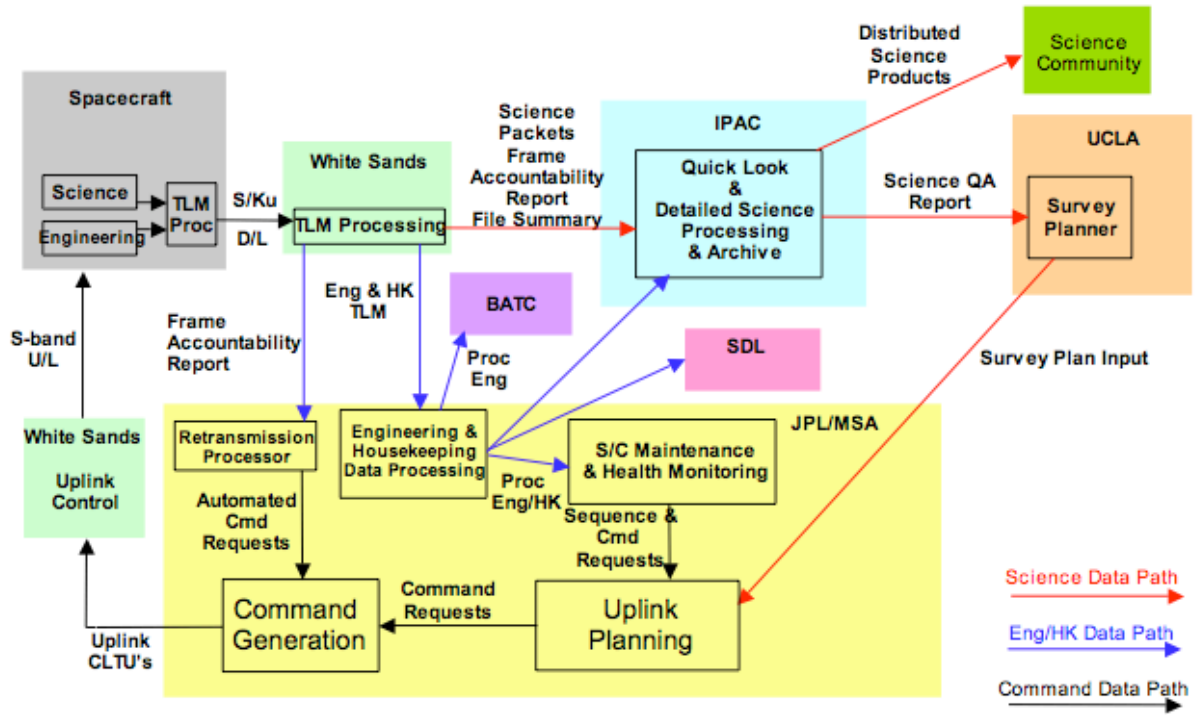 Spacecraft
Science
Engineering
TLM
Proc
S/Ku
D/L
White Sands
TLM Processing
Science
Packets
Frame
Accountability
Report
File Summary
IPAC
Quick Look
&
Detailed Science
Processing
& Archive
Distributed
Science
Products
Science
Community
Science QA
Report
UCLA
Survey
Planner
Survey Plan Input
S-band
U/L
Frame
Accountability
Report
Eng & HK
TLM
BATC
Proc
Eng
SDL
White Sands
Uplink
Control
JPL/MSA
Retransmission
Processor
Engineering &
Housekeeping
Data Processing
S/C Maintenance
& Health Monitoring
Proc
Eng/HK
Automated
Cmd
Requests
Sequence &
Cmd
Requests
Command
Generation
Command
Requests
Uplink
Planning
Uplink
CLTU's
Science Data Path
Eng/HK Data Path
Command Data Path